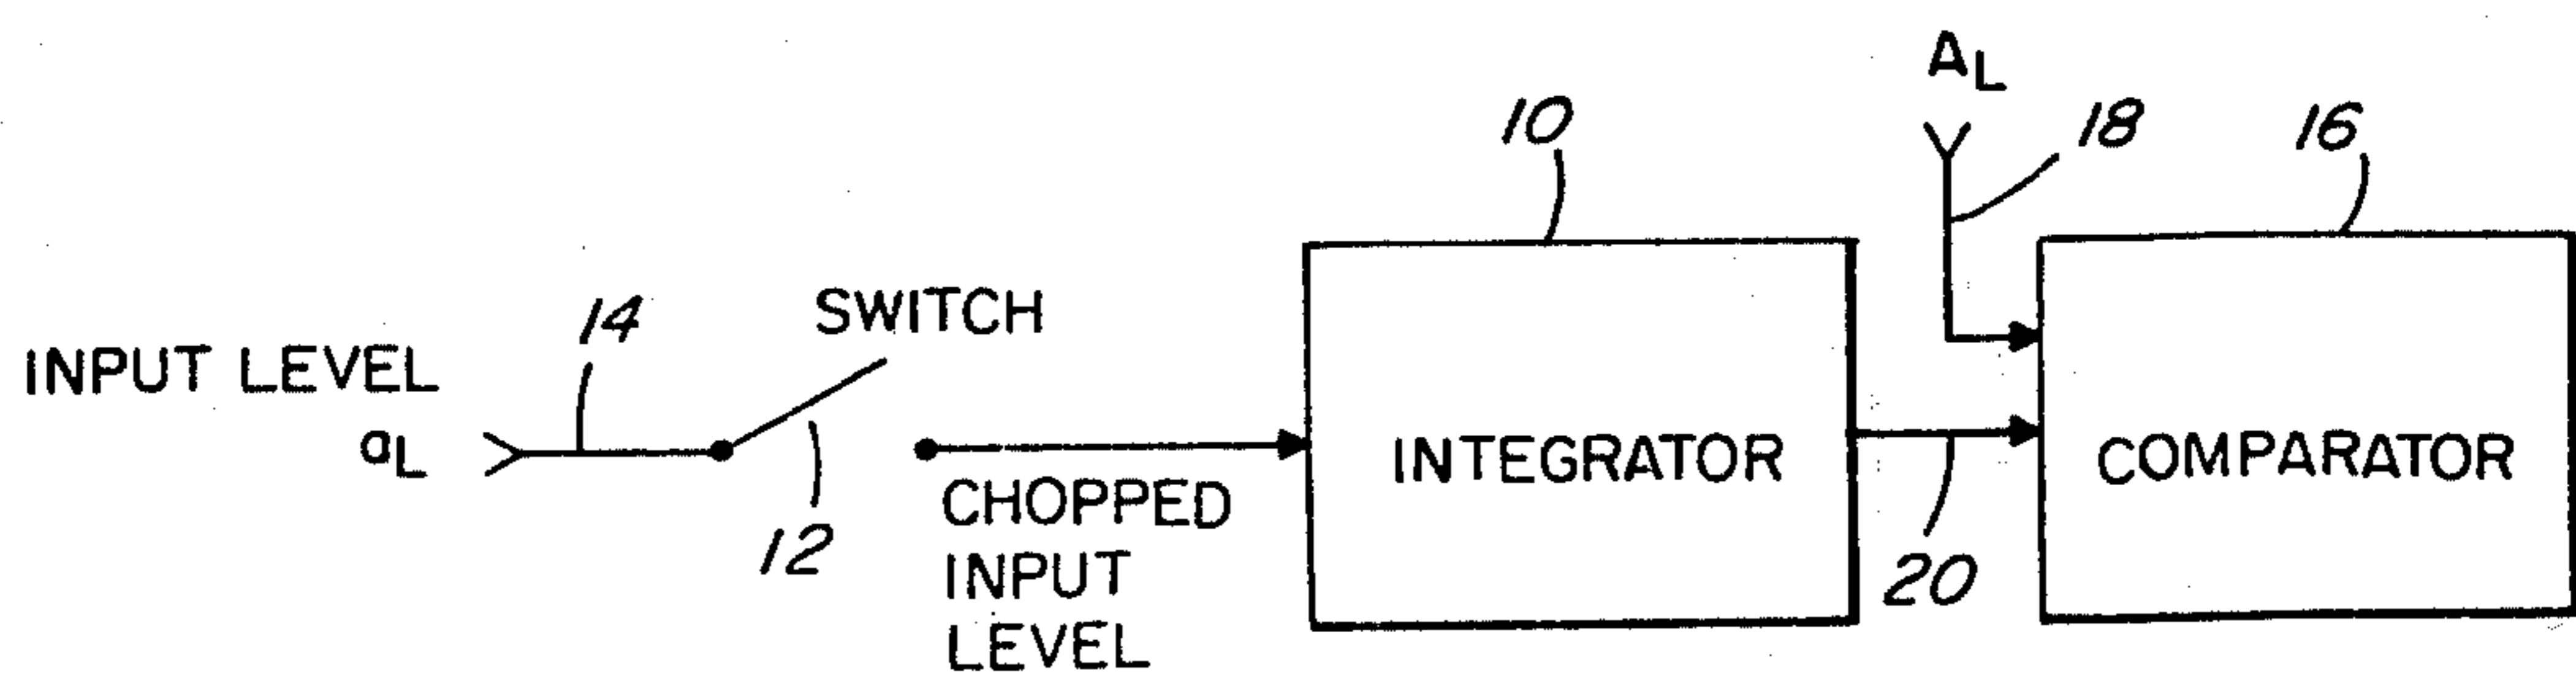 INPUT LEVEL
aL
14
SWITCH
12
CHOPPED
INPUT
LEVEL
10
INTEGRATOR
AL
18
20
16
COMPARATOR